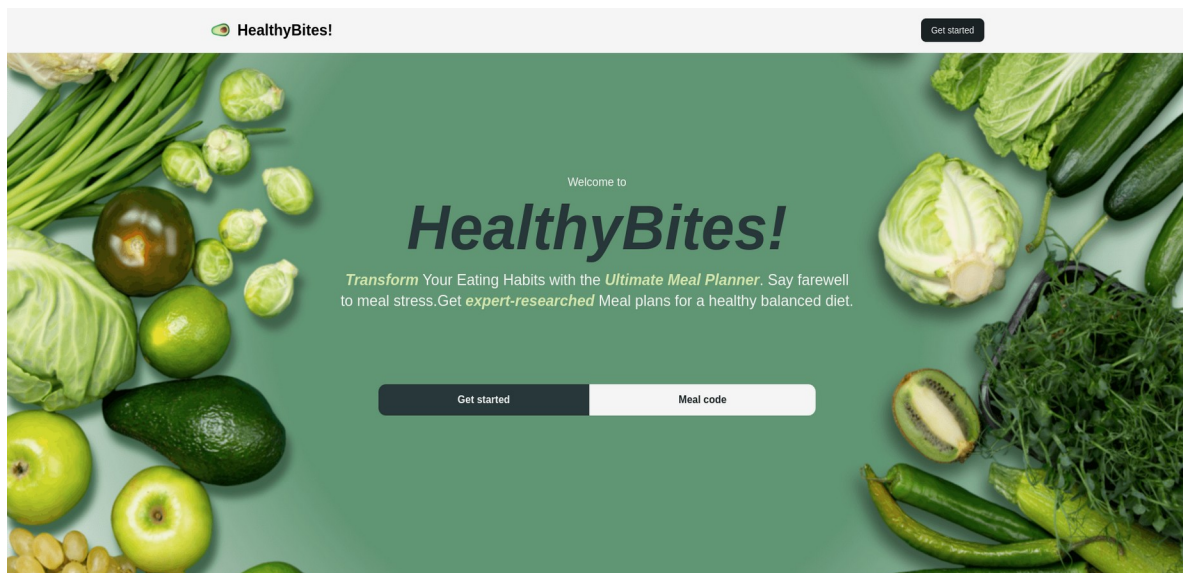 HealthyBites!
Get started
Welcome to
HealthyBites!
Transform Your Eating Habits with the Ultimate Meal Planner. Say farewell
to meal stress.Get expert-researched Meal plans for a healthy balanced diet.
Get started
Meal code